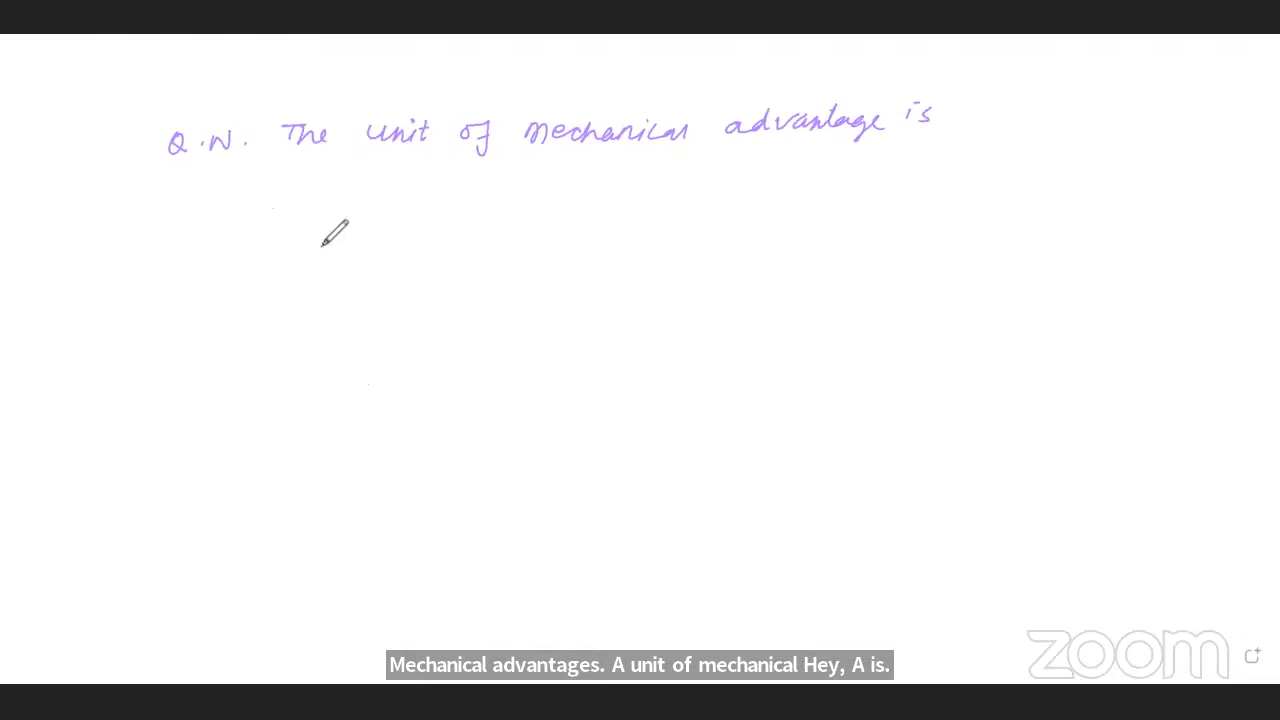 Q.N. The unit of mechanical advantage is
Mechanical advantages. A unit of mechanical Hey, A is.
zoom